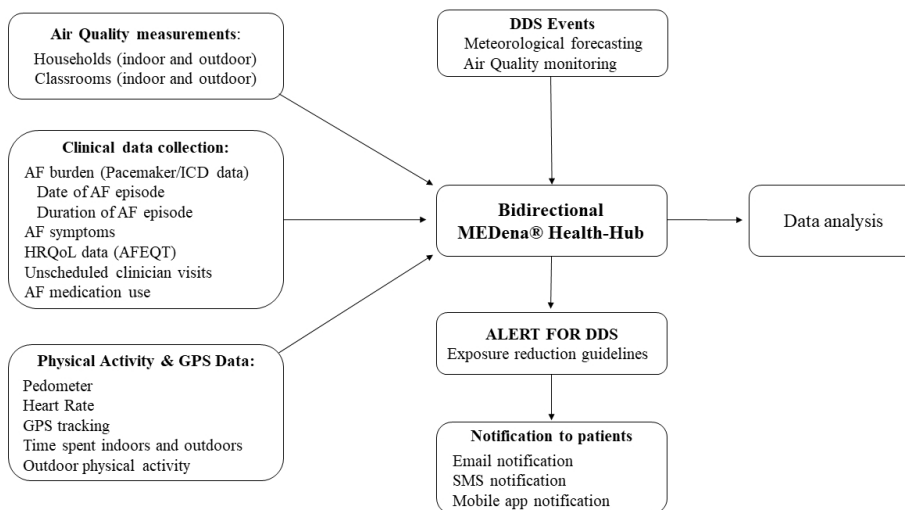 Air Quality measurements:
Households (indoor and outdoor)
Classrooms (indoor and outdoor)
DDS Events
Meteorological forecasting
Air Quality monitoring
Clinical data collection:
AF burden (Pacemaker/ICD data)
Date of AF episode
Duration of AF episode
AF symptoms
HRQoL data (AFEQT)
Unscheduled clinician visits
AF medication use
Bidirectional
MEDena® Health-Hub
Data analysis
Physical Activity & GPS Data:
Pedometer
Heart Rate
GPS tracking
Time spent indoors and outdoors
Outdoor physical activity
ALERT FOR DDS
Exposure reduction guidelines
Notification to patients
Email notification
SMS notification
Mobile app notification